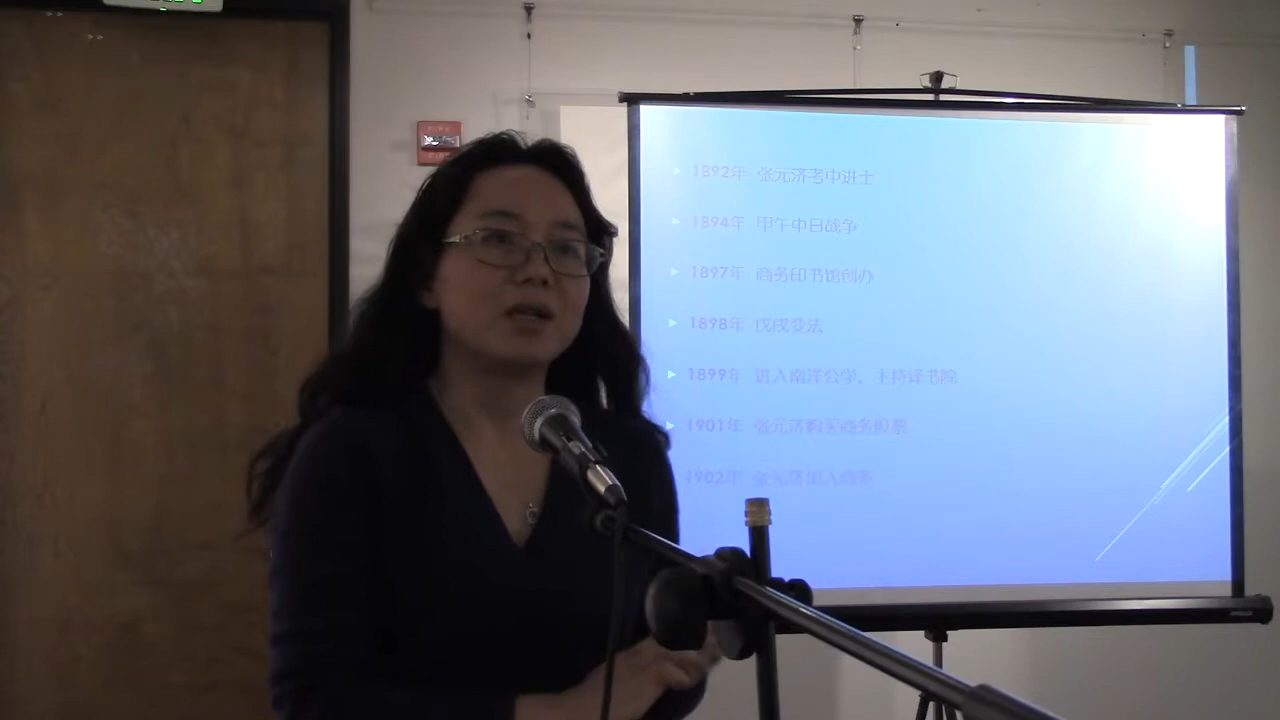 1892年 张元济考中进士
1894年 甲午中日战争
1897年 商务印书馆创办
1898年 戊戌变法
1899年 进入南洋公学，主持译书院
1901年 张元济购买商务股票
1902年 张元济加入商务